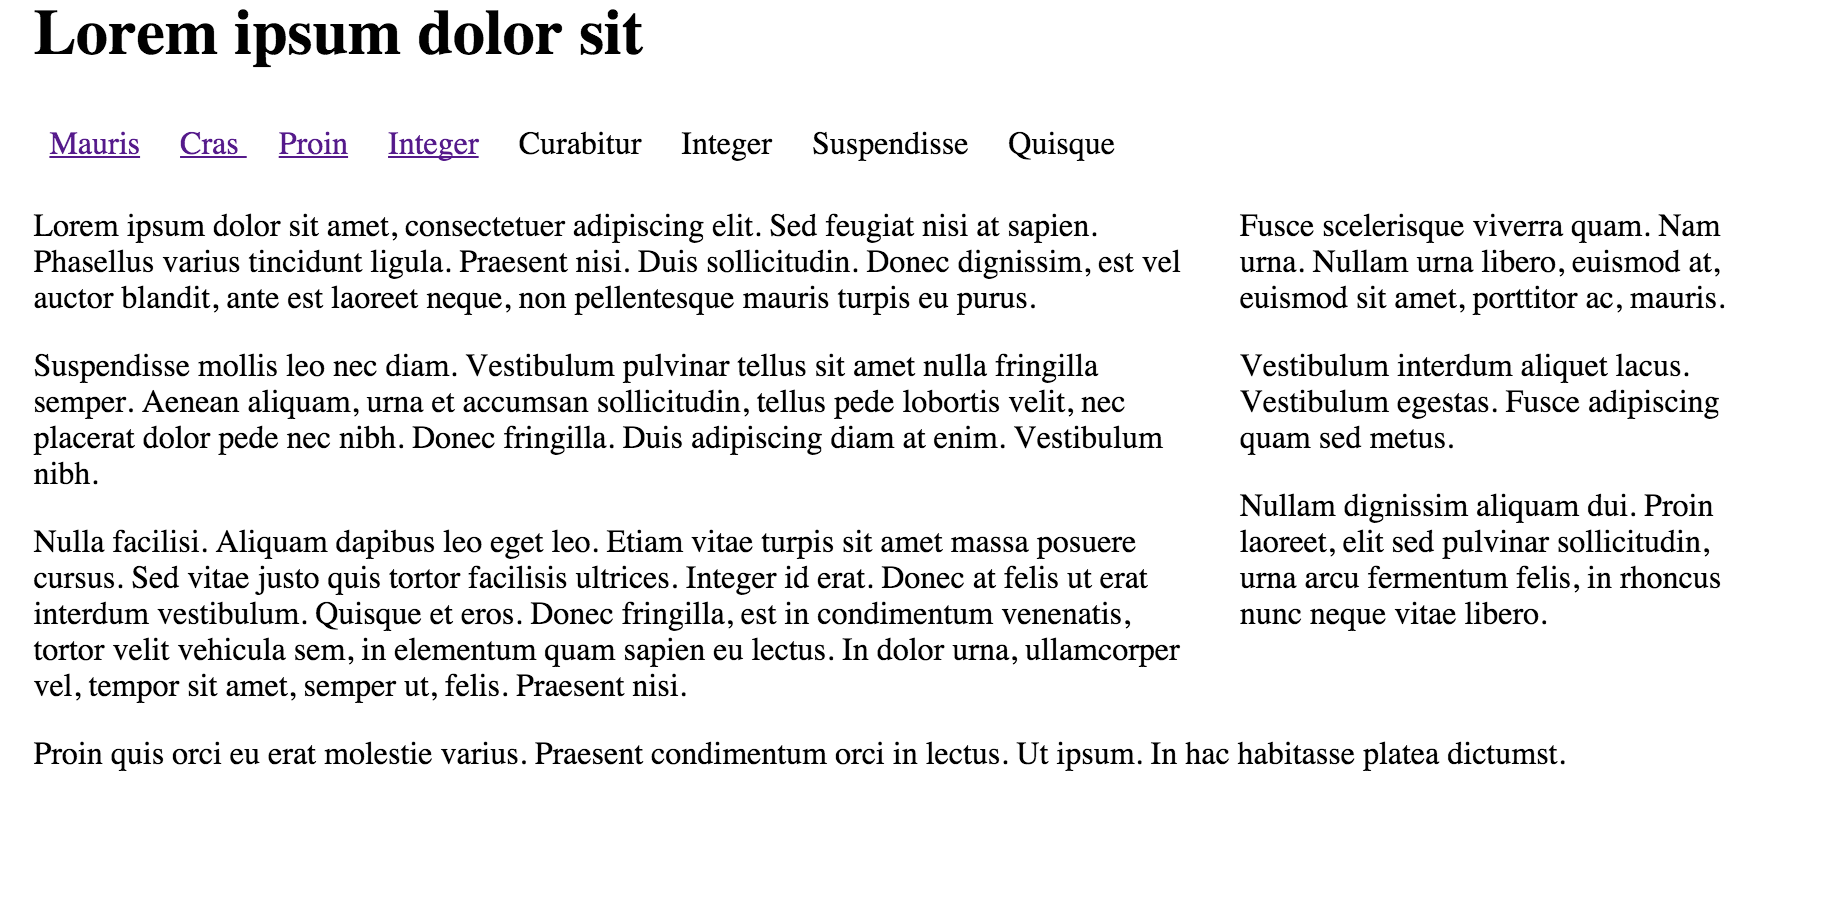 Lorem ipsum dolor sit
Mauris Cras Proin Integer Curabitur Integer Suspendisse Quisque
Lorem ipsum dolor sit amet, consectetuer adipiscing elit. Sed feugiat nisi at sapien.
Phasellus varius tincidunt ligula. Praesent nisi. Duis sollicitudin. Donec dignissim, est vel
auctor blandit, ante est laoreet neque, non pellentesque mauris turpis eu purus.
Suspendisse mollis leo nec diam. Vestibulum pulvinar tellus sit amet nulla fringilla
semper. Aenean aliquam, urna et accumsan sollicitudin, tellus pede lobortis velit, nec
placerat dolor pede nec nibh. Donec fringilla. Duis adipiscing diam at enim. Vestibulum
nibh.
Nulla facilisi. Aliquam dapibus leo eget leo. Etiam vitae turpis sit amet massa posuere
cursus. Sed vitae justo quis tortor facilisis ultrices. Integer id erat. Donec at felis ut erat
interdum vestibulum. Quisque et eros. Donec fringilla, est in condimentum venenatis,
tortor velit vehicula sem, in elementum quam sapien eu lectus. In dolor urna, ullamcorper
vel, tempor sit amet, semper ut, felis. Praesent nisi.
Fusce scelerisque viverra quam. Nam
urna. Nullam urna libero, euismod at,
euismod sit amet, porttitor ac, mauris.
Vestibulum interdum aliquet lacus.
Vestibulum egestas. Fusce adipiscing
quam sed metus.
Nullam dignissim aliquam dui. Proin
laoreet, elit sed pulvinar sollicitudin,
urna arcu fermentum felis, in rhoncus
nunc neque vitae libero.
Proin quis orci eu erat molestie varius. Praesent condimentum orci in lectus. Ut ipsum. In hac habitasse platea dictumst.